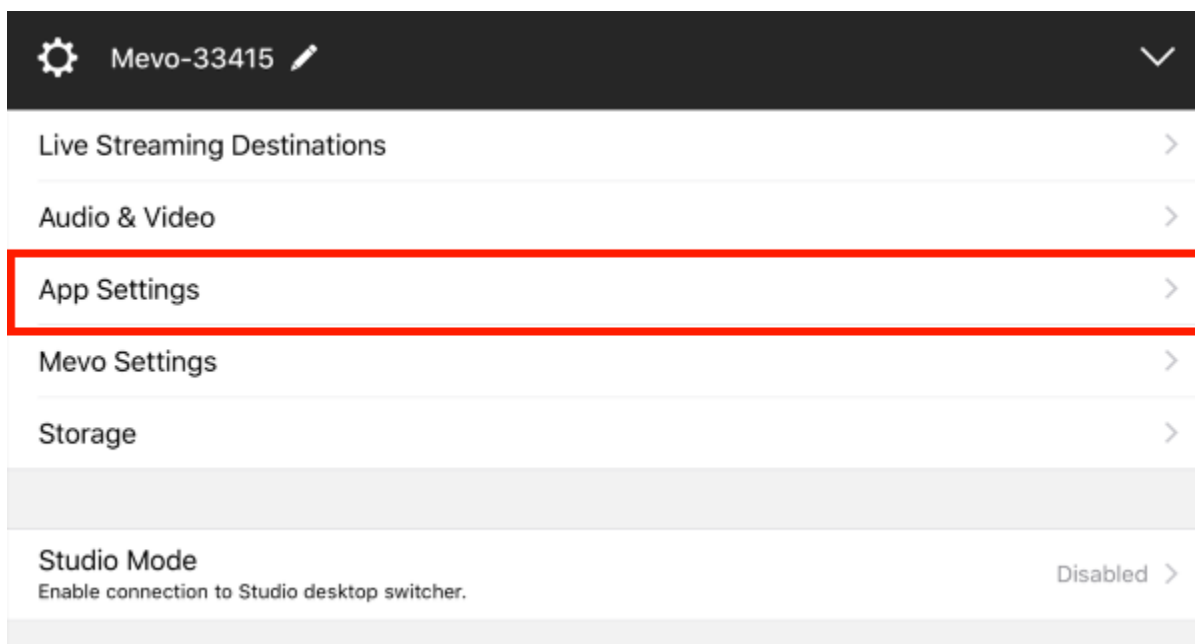 Mevo-33415
Live Streaming Destinations
Audio & Video
App Settings
Mevo Settings
Storage
Studio Mode
Enable connection to Studio desktop switcher.
Disabled